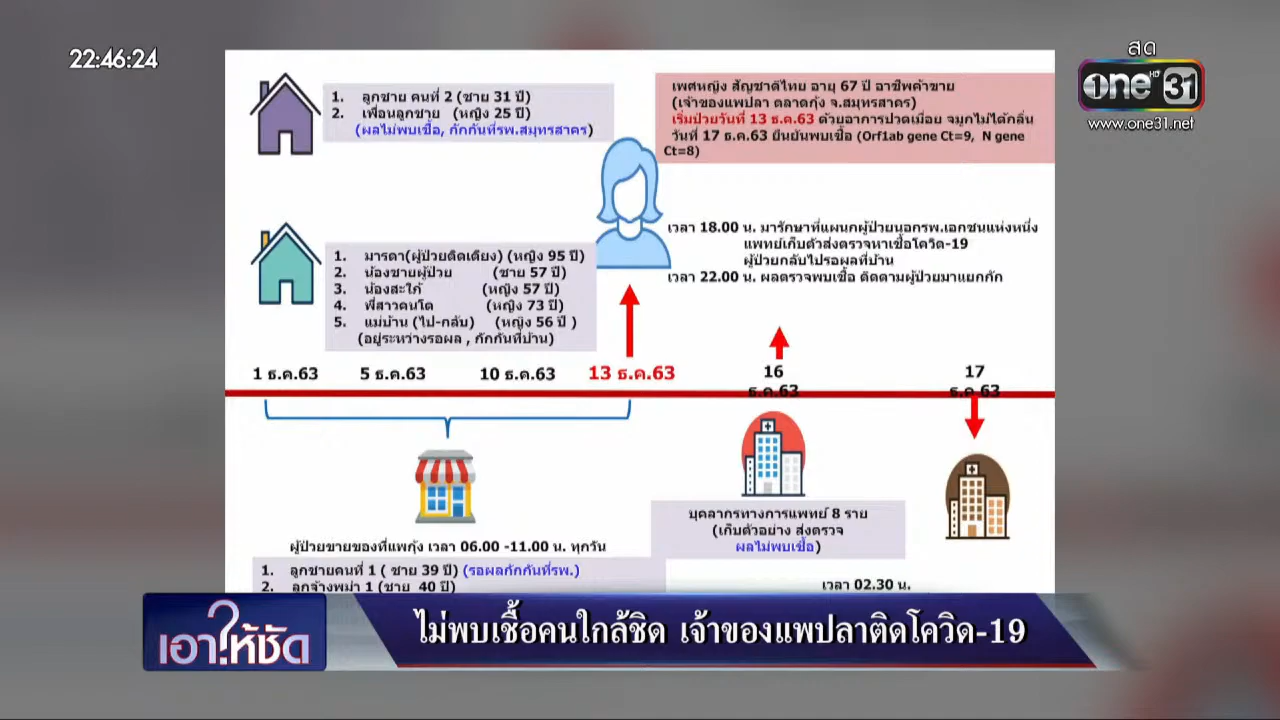 22:46:24
สด
one HD 31
www.one31.net
1. ลูกชาย คนที่ 2 (ชาย 31 ปี)
2. เพื่อนลูกชาย (หญิง 25 ปี)
(ผลไม่พบเชื้อ, กักกันที่รพ.สมุทรสาคร)
เพศหญิง สัญชาติไทย อายุ 67 ปี อาชีพค้าขาย
(เจ้าของแพปลา ตลาดกุ้ง จ.สมุทรสาคร)
เริ่มป่วยวันที่ 13 ธ.ค.63 ด้วยอาการปวดเมื่อย จมูกไม่ได้กลิ่น
วันที่ 17 ธ.ค.63 ยืนยันพบเชื้อ (Orf1ab gene Ct=9, N gene
Ct=8)
เวลา 18.00 น. มารักษาที่แผนกผู้ป่วยนอกรพ.เอกชนแห่งหนึ่ง
แพทย์เก็บตัวส่งตรวจหาเชื้อโควิด-19
ผู้ป่วยกลับไปรอผลที่บ้าน
เวลา 22.00 น. ผลตรวจพบเชื้อ ติดตามผู้ป่วยมาแยกกัก
1. มารดา(ผู้ป่วยติดเตียง) (หญิง 95 ปี)
2. น้องชายผู้ป่วย (ชาย 57 ปี)
3. น้องสะใภ้ (หญิง 57 ปี)
4. พี่สาวคนโต (หญิง 73 ปี)
5. แม่บ้าน (ไป-กลับ) (หญิง 56 ปี )
(อยู่ระหว่างรอผล , กักกันที่บ้าน)
1 ธ.ค.63 5 ธ.ค.63 10 ธ.ค.63 13 ธ.ค.63 16 17
ธ.ค.63 ธ.ค.63
บุคลากรทางการแพทย์ 8 ราย
(เก็บตัวอย่าง ส่งตรวจ
ผลไม่พบเชื้อ)
ผู้ป่วยขายของที่แพกุ้ง เวลา 06.00 -11.00 น. ทุกวัน
1. ลูกชายคนที่ 1 ( ชาย 39 ปี) (รอผลกักกันที่รพ.)
2. ลูกจ้างพม่า 1 (ชาย 40 ปี)
เวลา 02.30 น.
เอาให้ชัด
ไม่พบเชื้อคนใกล้ชิด เจ้าของแพปลาติดโควิด-19